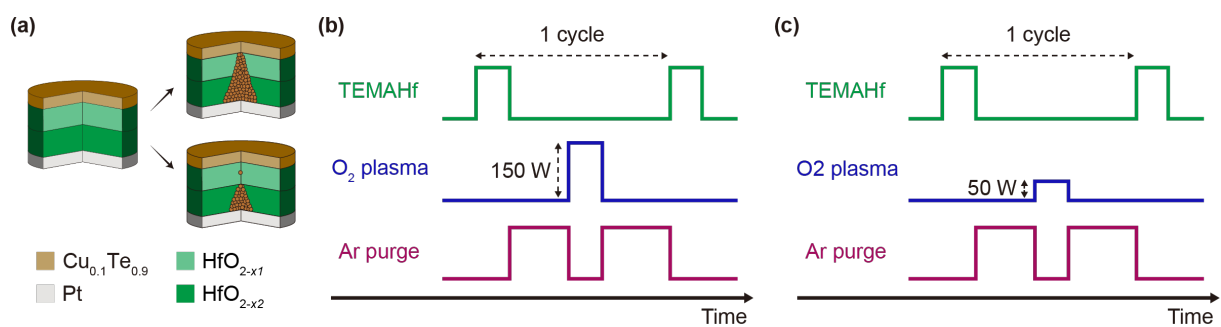 (a)
Cu0.1Te0.9
HfO2-x1
Pt
HfO2-x2
(b)
1 cycle
TEMAHf
O2 plasma
150 W
Ar purge
Time
(c)
1 cycle
TEMAHf
O2 plasma
50 W
Ar purge
Time